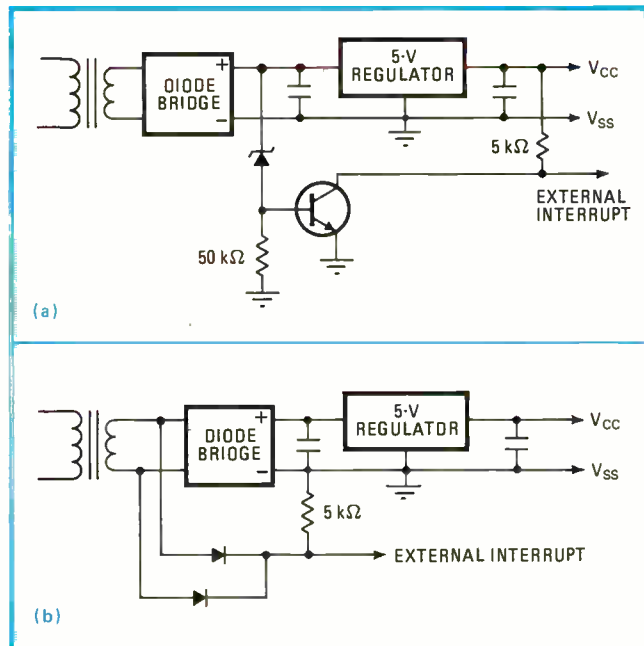 DIODE
BRIDGE
+
−
5-V
REGULATOR
V_CC
V_SS
5 kΩ
EXTERNAL
INTERRUPT
50 kΩ
(a)
DIODE
BRIDGE
+
−
5-V
REGULATOR
V_CC
V_SS
5 kΩ
EXTERNAL INTERRUPT
(b)